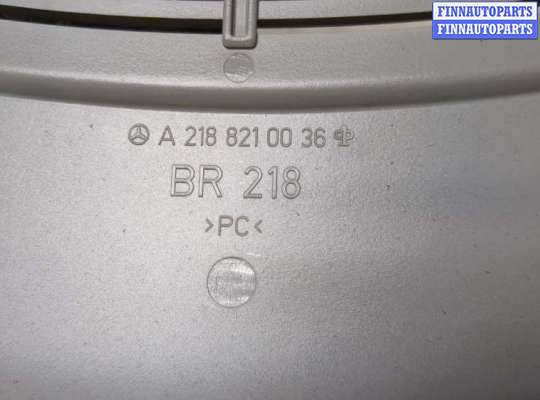 FINNAUTOPARTS
FINNAUTOPARTS
A 218 821 00 36
BR 218
>PC<